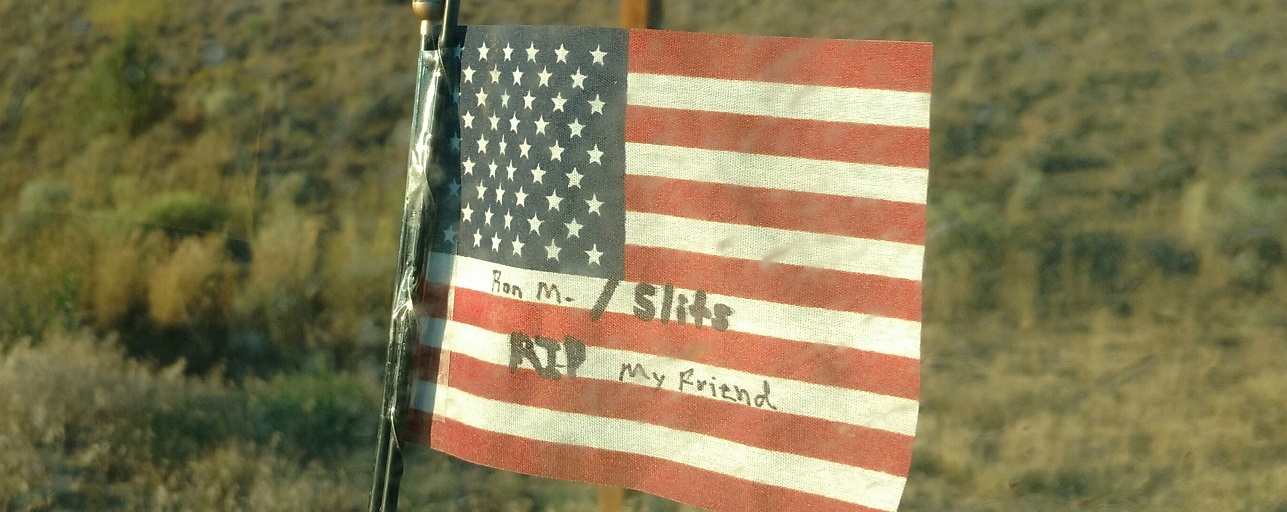 Ron M. / Slits
RIP My Friend